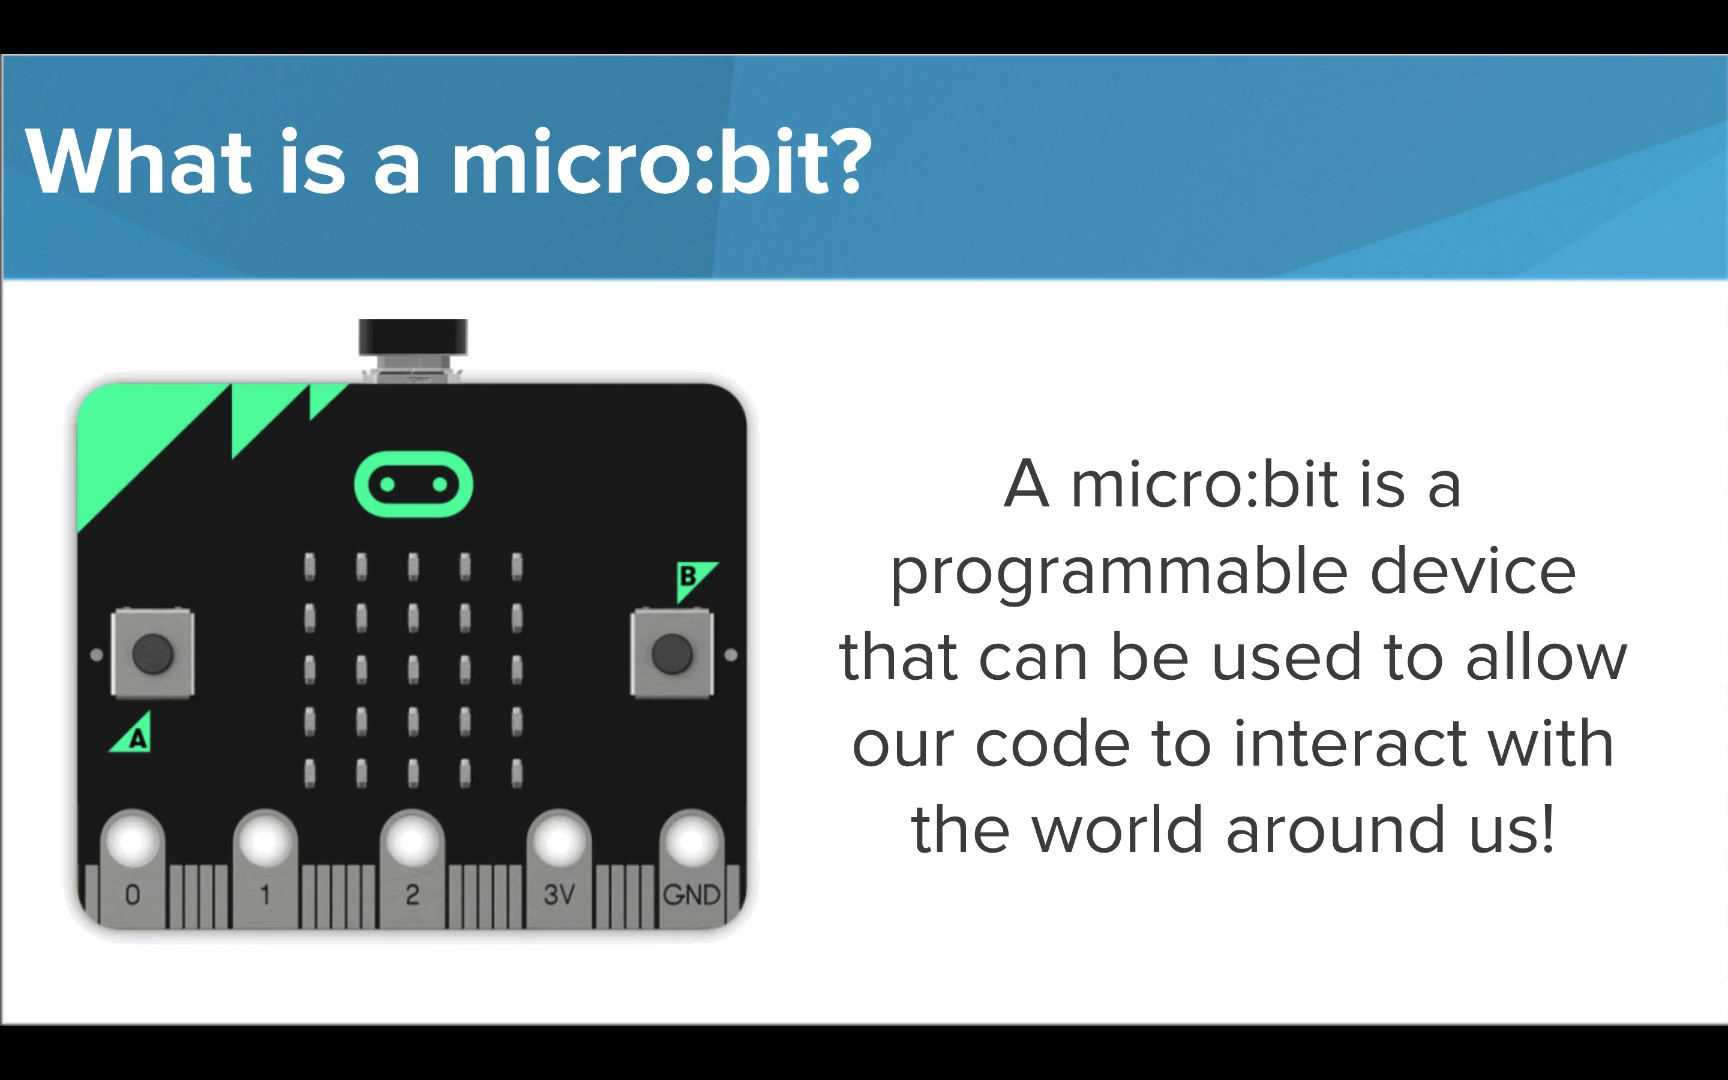 What is a micro:bit?
A micro:bit is a
programmable device
that can be used to allow
our code to interact with
the world around us!
B
A
0 1 2 3V GND